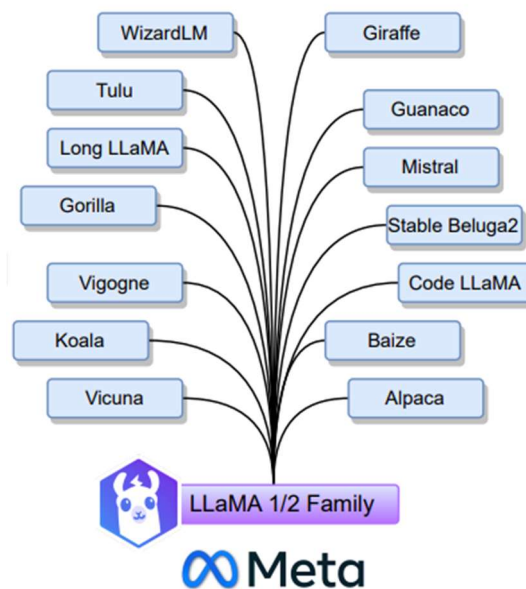 WizardLM
Giraffe
Tulu
Guanaco
Long LLaMA
Mistral
Gorilla
Stable Beluga2
Vigogne
Code LLaMA
Koala
Baize
Vicuna
Alpaca
LLaMA 1/2 Family
Meta